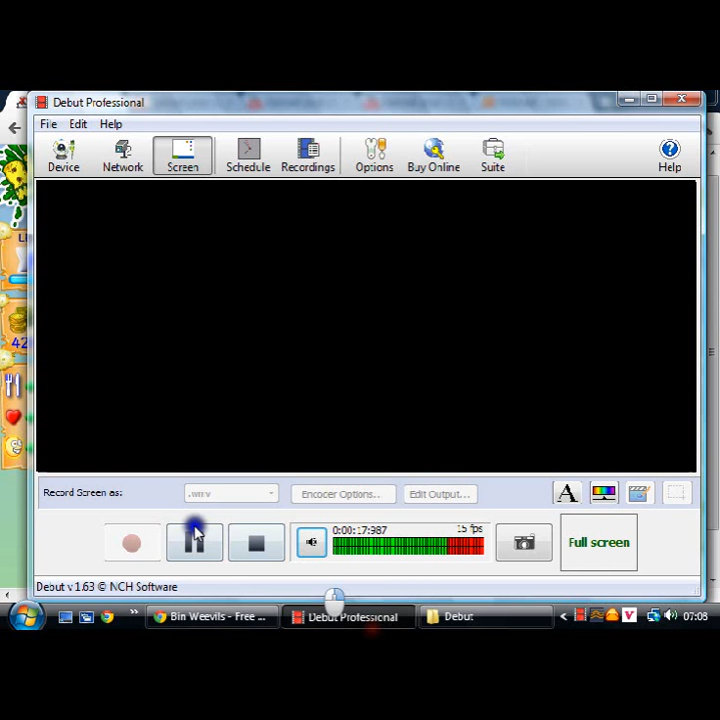 Debut Professional
File Edit Help
Device Network Screen Schedule Recordings Options Buy Online Suite Help
Record Screen as: .wmv Encoder Options... Edit Output...
A
0:00:17:987 15 fps
Full screen
Debut v 1.63 © NCH Software
Bin Weevils - Free ... Debut Professional Debut 07:08